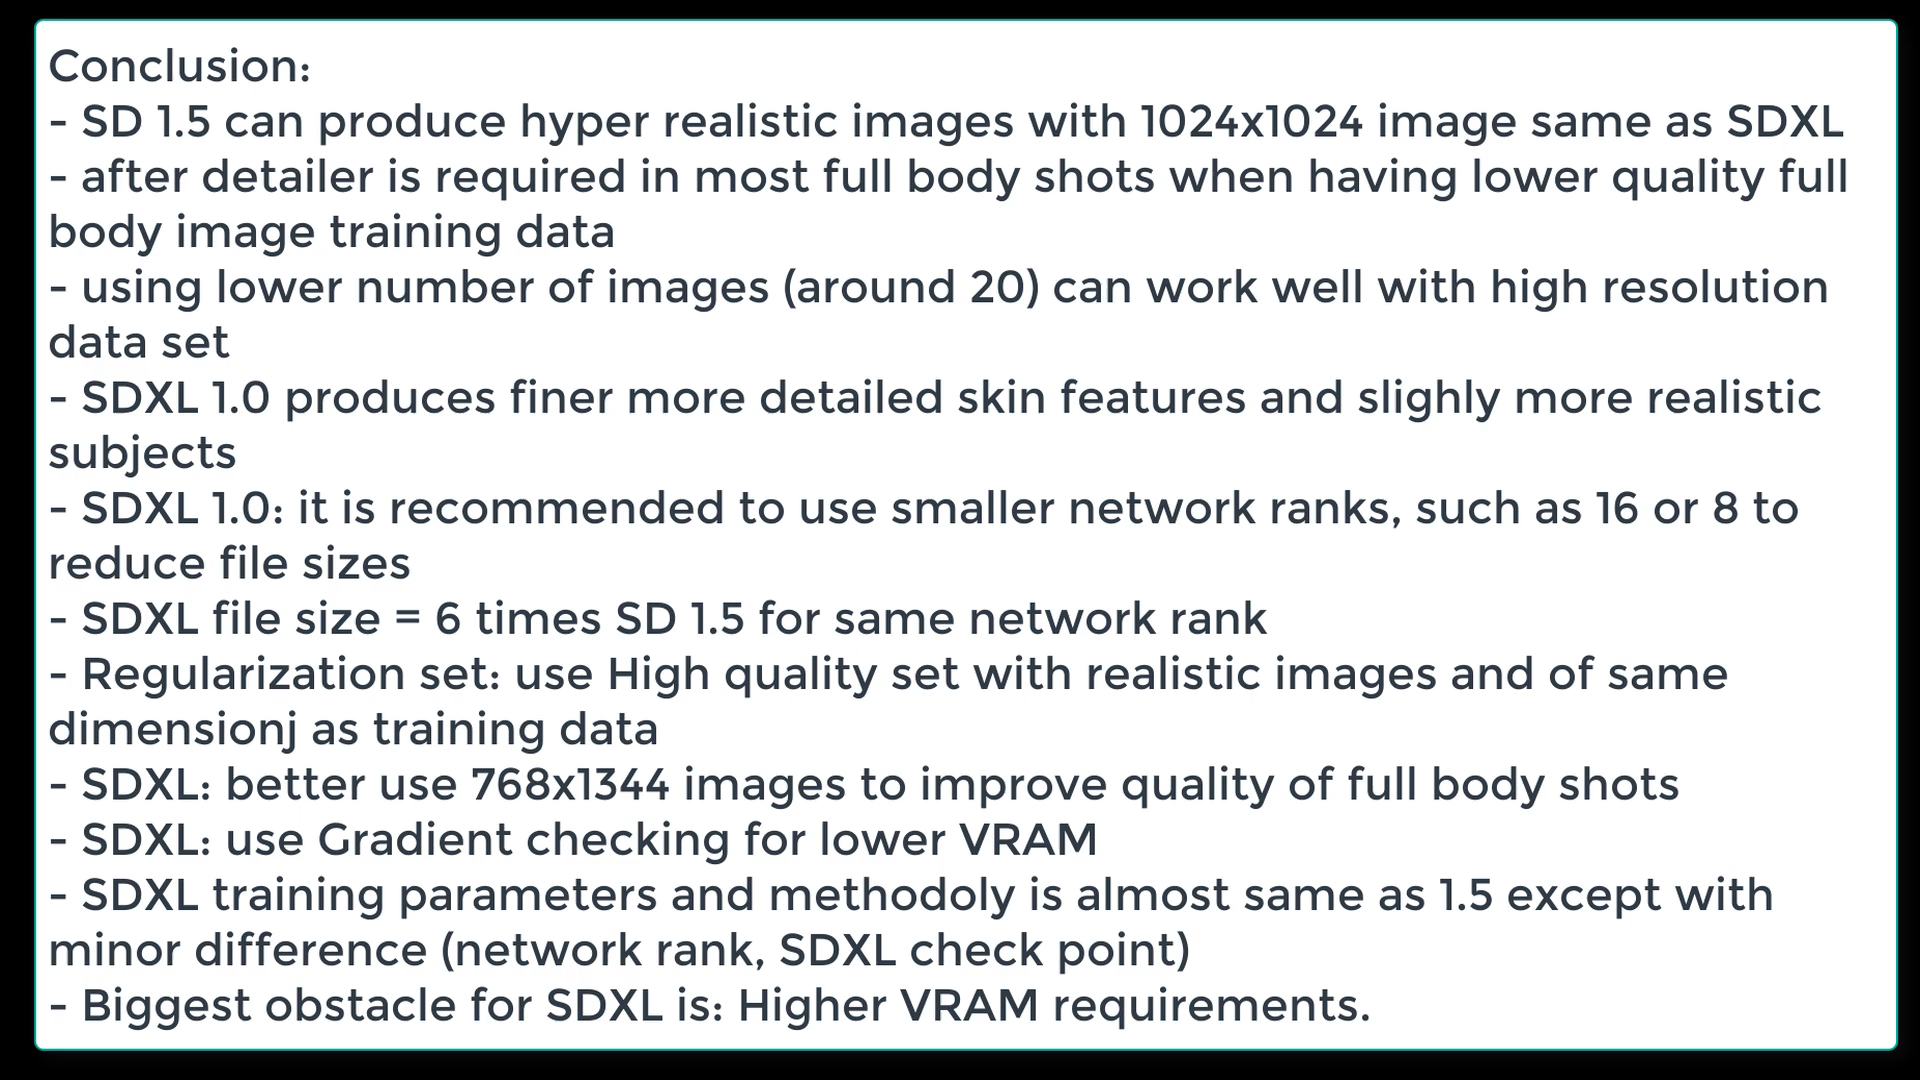 Conclusion:
- SD 1.5 can produce hyper realistic images with 1024x1024 image same as SDXL
- after detailer is required in most full body shots when having lower quality full
body image training data
- using lower number of images (around 20) can work well with high resolution
data set
- SDXL 1.0 produces finer more detailed skin features and slighly more realistic
subjects
- SDXL 1.0: it is recommended to use smaller network ranks, such as 16 or 8 to
reduce file sizes
- SDXL file size = 6 times SD 1.5 for same network rank
- Regularization set: use High quality set with realistic images and of same
dimensionj as training data
- SDXL: better use 768x1344 images to improve quality of full body shots
- SDXL: use Gradient checking for lower VRAM
- SDXL training parameters and methodoly is almost same as 1.5 except with
minor difference (network rank, SDXL check point)
- Biggest obstacle for SDXL is: Higher VRAM requirements.